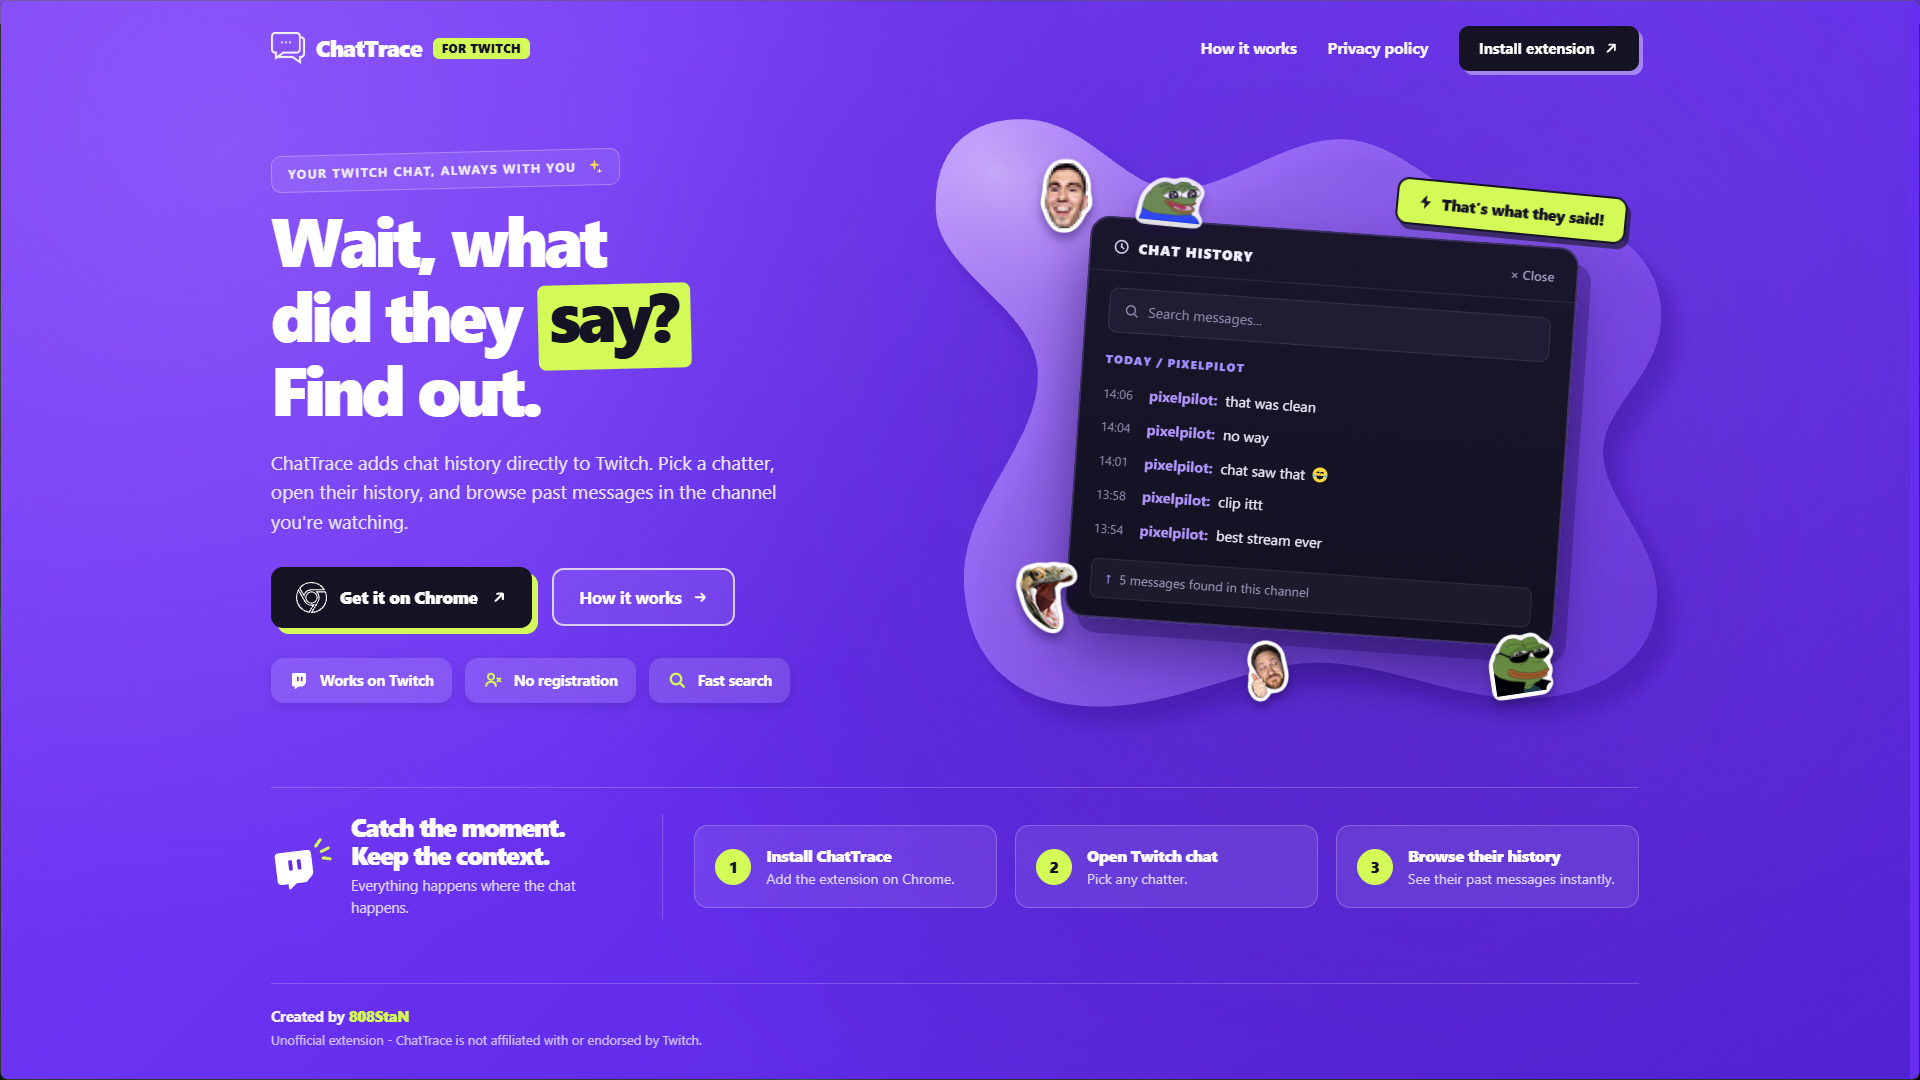 ChatTrace FOR TWITCH
How it works
Privacy policy
Install extension
YOUR TWITCH CHAT, ALWAYS WITH YOU
Wait, what
did they say?
Find out.
ChatTrace adds chat history directly to Twitch. Pick a chatter,
open their history, and browse past messages in the channel
you're watching.
Get it on Chrome
How it works
Works on Twitch
No registration
Fast search
That's what they said!
CHAT HISTORY
× Close
Search messages...
TODAY / PIXELPILOT
14:06 pixelpilot: that was clean
14:04 pixelpilot: no way
14:01 pixelpilot: chat saw that 😄
13:58 pixelpilot: clip ittt
13:54 pixelpilot: best stream ever
↑ 5 messages found in this channel
Catch the moment.
Keep the context.
Everything happens where the chat
happens.
1
Install ChatTrace
Add the extension on Chrome.
2
Open Twitch chat
Pick any chatter.
3
Browse their history
See their past messages instantly.
Created by 808StaN
Unofficial extension - ChatTrace is not affiliated with or endorsed by Twitch.